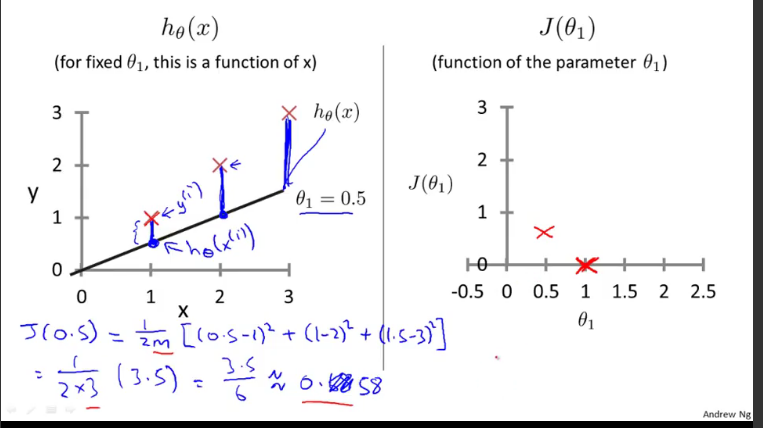 hθ(x)
(for fixed θ₁, this is a function of x)
3
2
1
0
y
0 1 2 3
x
hθ(x)
θ₁ = 0.5
y⁽ⁱ⁾
hθ(x⁽ⁱ⁾)
J(0.5) = 1/2m [(0.5-1)² + (1-2)² + (1.5-3)²]
= 1/2×3 (3.5) = 3.5/6 ≈ 0.58
J(θ₁)
(function of the parameter θ₁)
3
2
1
0
J(θ₁)
-0.5 0 0.5 1 1.5 2 2.5
θ₁
Andrew Ng